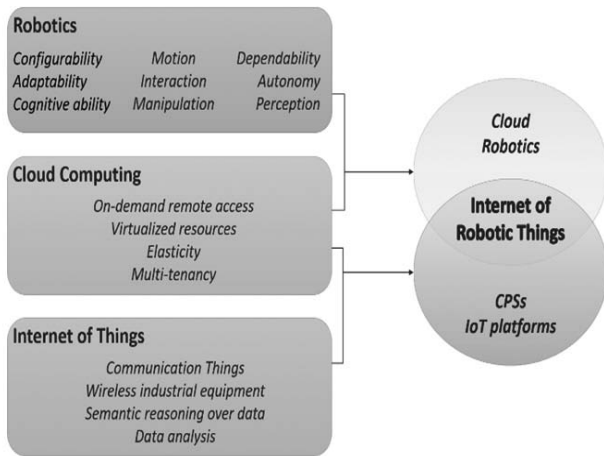 Robotics
Configurability Motion Dependability
Adaptability Interaction Autonomy
Cognitive ability Manipulation Perception
Cloud Computing
On-demand remote access
Virtualized resources
Elasticity
Multi-tenancy
Internet of Things
Communication Things
Wireless industrial equipment
Semantic reasoning over data
Data analysis
Cloud
Robotics
Internet of
Robotic Things
CPSs
IoT platforms